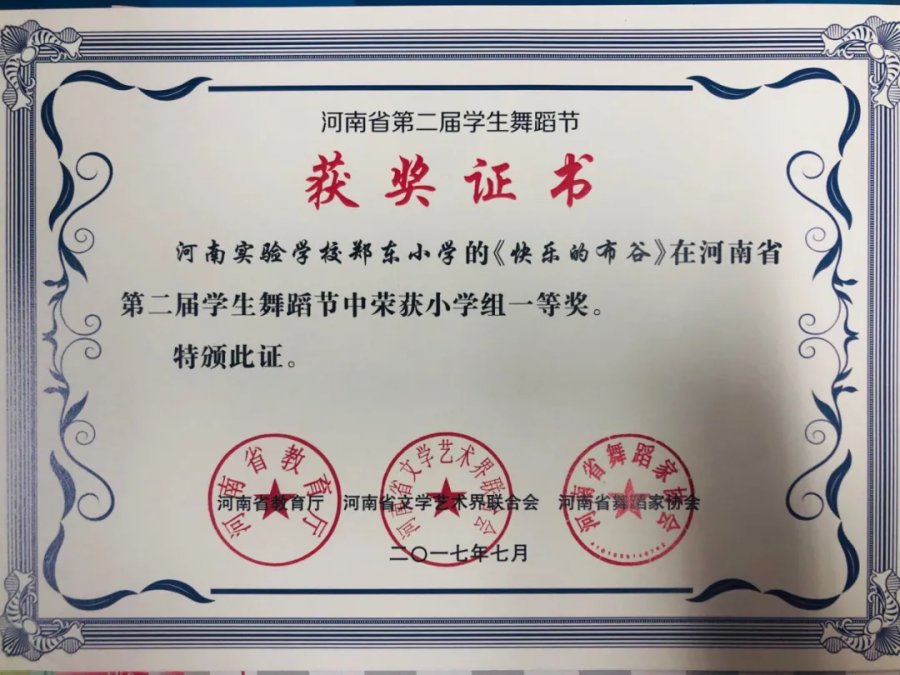 河南省第二届学生舞蹈节
获奖证书
河南实验学校郑东小学的《快乐的布谷》在河南省
第二届学生舞蹈节中荣获小学组一等奖。
特颁此证。
河南省教育厅
河南省文学艺术界联合会
河南省舞蹈家协会
河南省教育厅 河南省文学艺术界联合会 河南省舞蹈家协会
二〇一七年七月